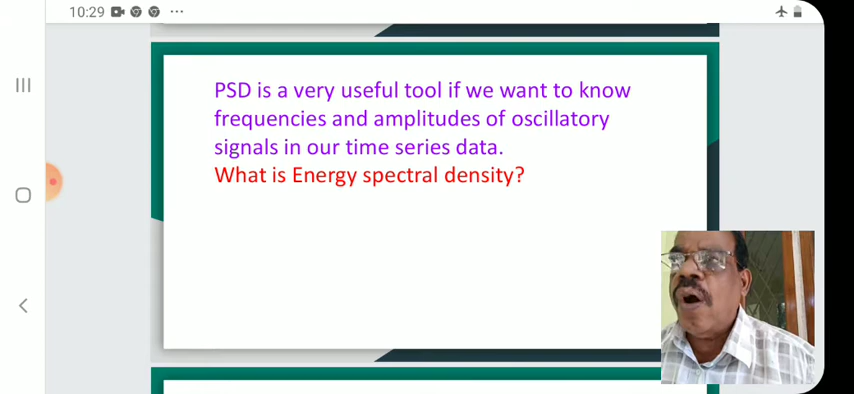 10:29
PSD is a very useful tool if we want to know
frequencies and amplitudes of oscillatory
signals in our time series data.
What is Energy spectral density?